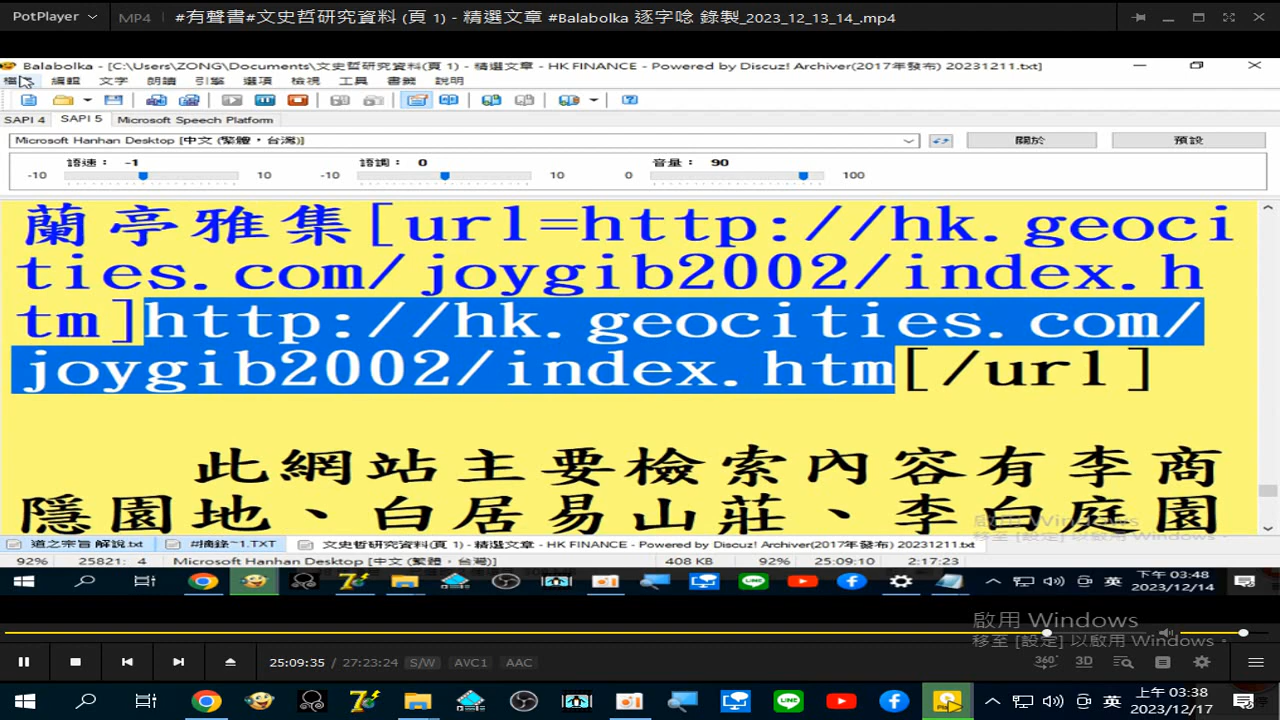 PotPlayer
MP4
#有聲書#文史哲研究資料 (頁 1) - 精選文章 #Balabolka 逐字唸 錄製_2023_12_13_14_.mp4
Balabolka - [C:\Users\ZONG\Documents\文史哲研究資料(頁 1) - 精選文章 - HK FINANCE - Powered by Discuz! Archiver(2017年發布) 20231211.txt]
編輯 文字 朗讀 引擎 選項 檢視 工具 書籤 說明
SAPI 4 SAPI 5 Microsoft Speech Platform
Microsoft Hanhan Desktop [中文 (繁體，台灣)]
關於
預設
語速： -1
語調： 0
音量： 90
-10 10 -10 10 0 100
蘭亭雅集[url=http://hk.geoci
ties.com/joygib2002/index.h
tm]http://hk.geocities.com/
joygib2002/index.htm[/url]
此網站主要檢索內容有李商
隱園地、白居易山莊、李白庭園
啟用 Windows
移至 [設定] 以啟用 Windows。
道之宗旨 解說.txt
#摘錄~1.TXT
文史哲研究資料(頁 1) - 精選文章 - HK FINANCE - Powered by Discuz! Archiver(2017年發布) 20231211.txt
92% 25821: 4 Microsoft Hanhan Desktop [中文 (繁體，台灣)] 408 KB 92% 25:09:10 2:17:23
英
下午 03:48
2023/12/14
啟用 Windows
移至 [設定] 以啟用 Windows。
25:09:35 / 27:23:24 S/W AVC1 AAC
360° 3D
英
上午 03:38
2023/12/17